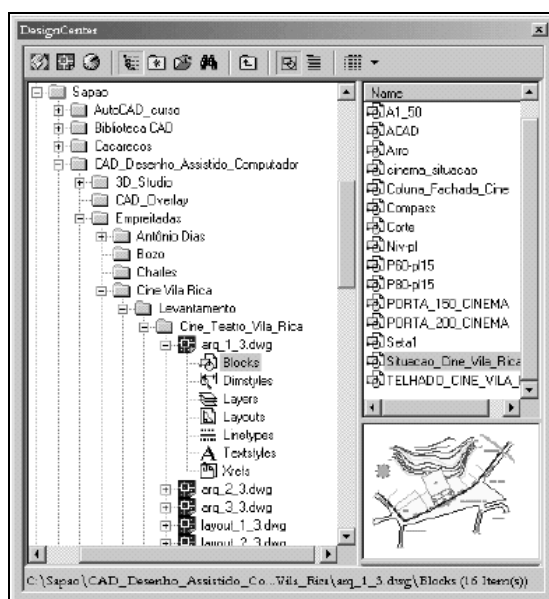 DesignCenter
Sapao
AutoCAD_curso
Biblioteca CAD
Cacarecos
CAD_Desenho_Assistido_Computador
3D_Studio
CAD_Overlay
Empreitadas
Antônio Dias
Bozo
Charles
Cine Vila Rica
Levantamento
Cine_Teatro_Vila_Rica
arq_1_3.dwg
Blocks
Dimstyles
Layers
Layouts
Linetypes
Textstyles
Xrefs
arq_2_3.dwg
arq_3_3.dwg
layout_1_3.dwg
layout_2_3.dwg
Name
A1_50
ACAD
Arro
cinema_situacao
Coluna_Fachada_Cine
Compass
Corte
Niv-pl
P60-pl15
P80-pl15
PORTA_150_CINEMA
PORTA_200_CINEMA
Seta1
Situacao_Cine_Vila_Rica
TELHADO_CINE_VILA_
C:\Sapao\CAD_Desenho_Assistido_Co...Vila_Rica\arq_1_3.dwg\Blocks (16 Item(s))